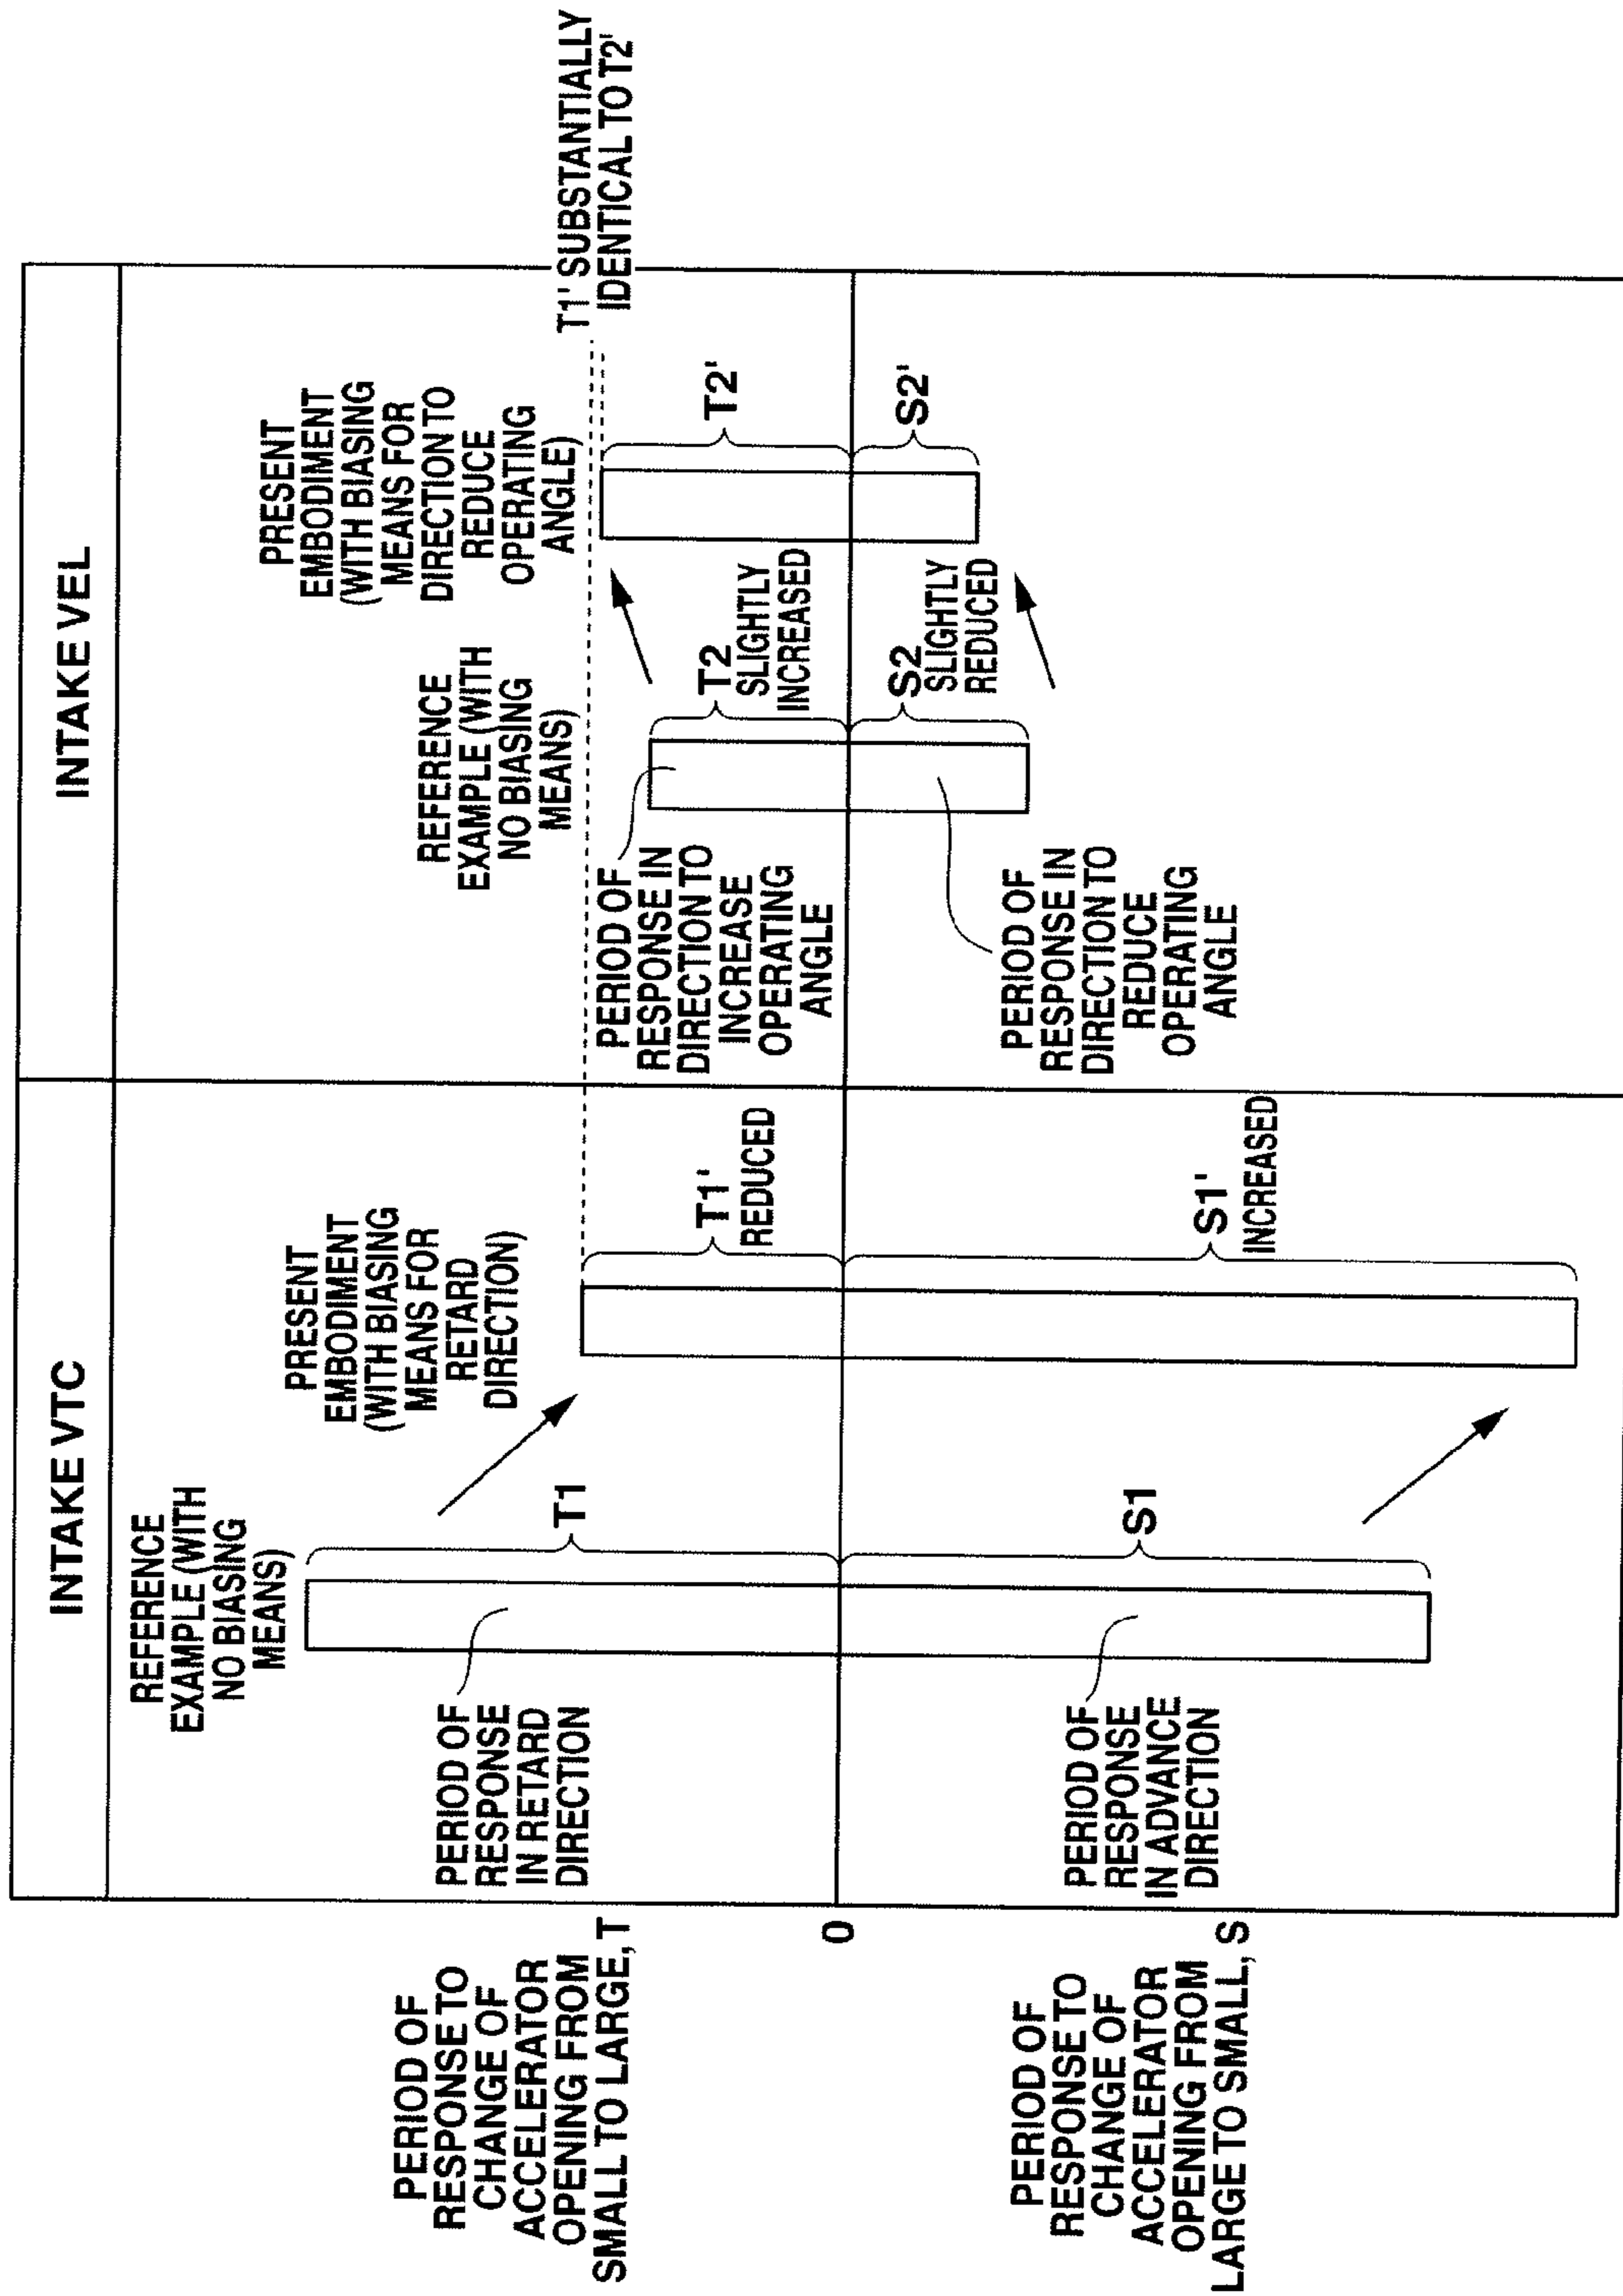 INTAKE VTC
INTAKE VEL
REFERENCE
EXAMPLE (WITH
NO BIASING
MEANS)
PRESENT
EMBODIMENT
(WITH BIASING
MEANS FOR
RETARD
DIRECTION)
REFERENCE
EXAMPLE (WITH
NO BIASING
MEANS)
PRESENT
EMBODIMENT
(WITH BIASING
MEANS FOR
DIRECTION TO
REDUCE
OPERATING
ANGLE)
T1' SUBSTANTIALLY
IDENTICAL TO T2'
PERIOD OF
RESPONSE TO
CHANGE OF
ACCELERATOR
OPENING FROM
SMALL TO LARGE, T
PERIOD OF
RESPONSE
IN RETARD
DIRECTION
T1
T1'
REDUCED
PERIOD OF
RESPONSE IN
DIRECTION TO
INCREASE
OPERATING
ANGLE
T2
SLIGHTLY
INCREASED
T2'
0
PERIOD OF
RESPONSE TO
CHANGE OF
ACCELERATOR
OPENING FROM
LARGE TO SMALL, S
PERIOD OF
RESPONSE
IN ADVANCE
DIRECTION
S1
S1'
INCREASED
PERIOD OF
RESPONSE IN
DIRECTION TO
REDUCE
OPERATING
ANGLE
S2
SLIGHTLY
REDUCED
S2'